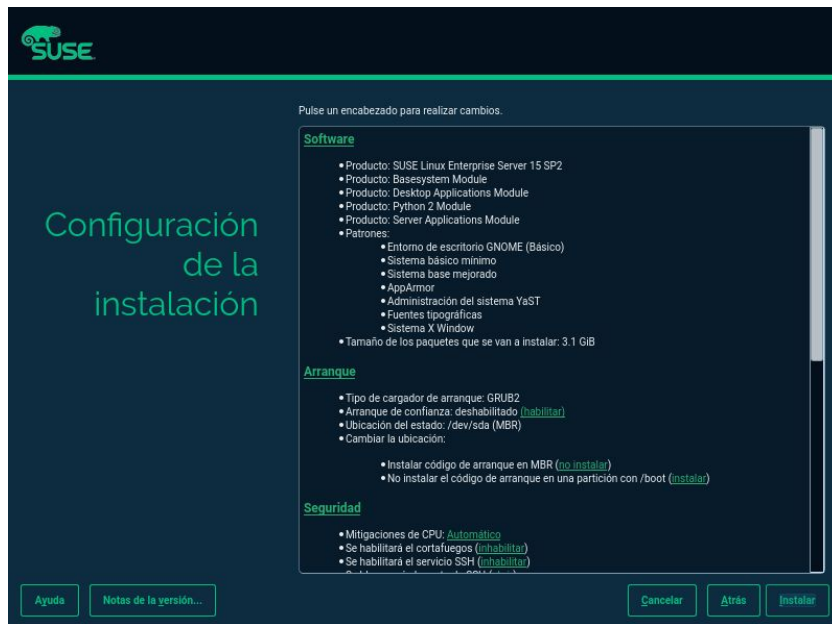 SUSE
Pulse un encabezado para realizar cambios.
Configuración
de la
instalación
Software
Producto: SUSE Linux Enterprise Server 15 SP2
Producto: Basesystem Module
Producto: Desktop Applications Module
Producto: Python 2 Module
Producto: Server Applications Module
Patrones:
Entorno de escritorio GNOME (Básico)
Sistema básico mínimo
Sistema base mejorado
AppArmor
Administración del sistema YaST
Fuentes tipográficas
Sistema X Window
Tamaño de los paquetes que se van a instalar: 3.1 GiB
Arranque
Tipo de cargador de arranque: GRUB2
Arranque de confianza: deshabilitado (habilitar)
Ubicación del estado: /dev/sda (MBR)
Cambiar la ubicación:
Instalar código de arranque en MBR (no instalar)
No instalar el código de arranque en una partición con /boot (instalar)
Seguridad
Mitigaciones de CPU: Automático
Se habilitará el cortafuegos (inhabilitar)
Se habilitará el servicio SSH (inhabilitar)
Ayuda
Notas de la versión...
Cancelar
Atrás
Instalar